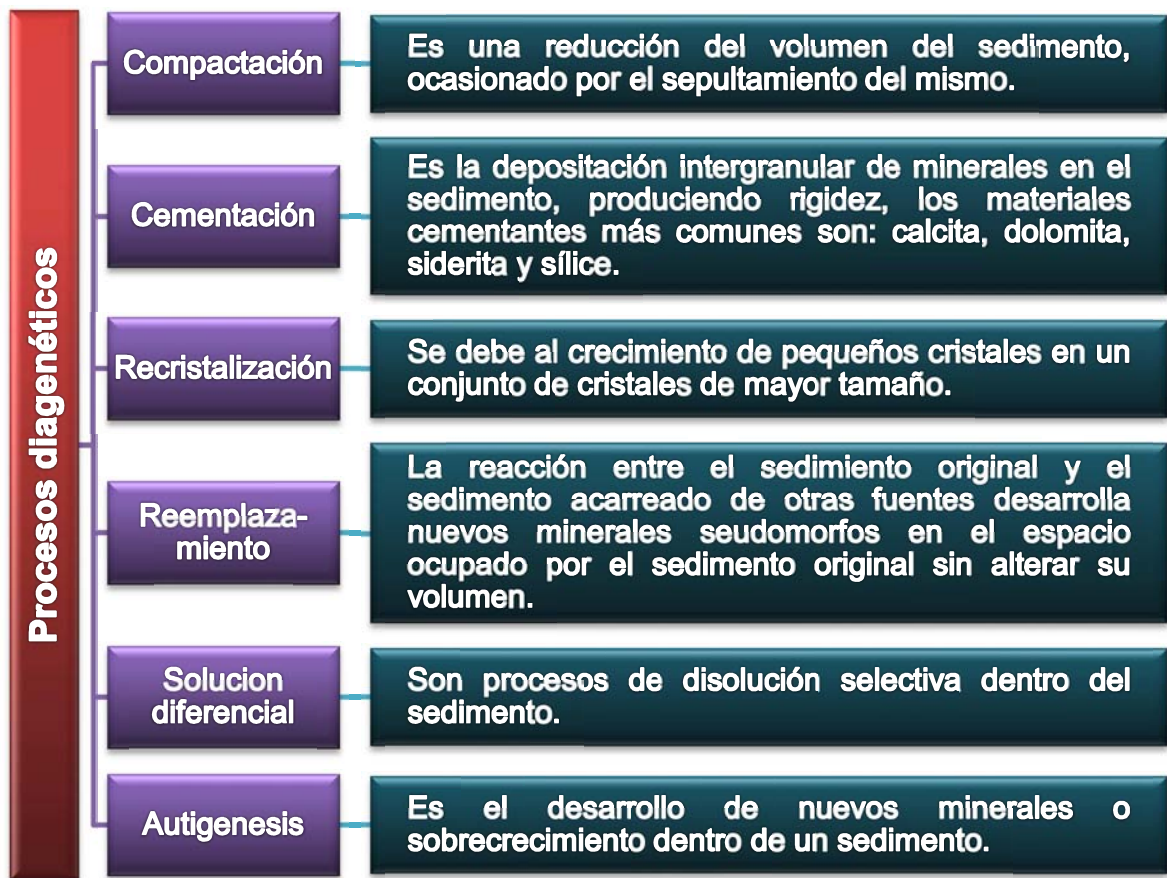 Procesos diagenéticos
Compactación
Es una reducción del volumen del sedimento,
ocasionado por el sepultamiento del mismo.
Cementación
Es la depositación intergranular de minerales en el
sedimento, produciendo rigidez, los materiales
cementantes más comunes son: calcita, dolomita,
siderita y sílice.
Recristalización
Se debe al crecimiento de pequeños cristales en un
conjunto de cristales de mayor tamaño.
Reemplaza-
miento
La reacción entre el sedimiento original y el
sedimento acarreado de otras fuentes desarrolla
nuevos minerales seudomorfos en el espacio
ocupado por el sedimento original sin alterar su
volumen.
Solucion
diferencial
Son procesos de disolución selectiva dentro del
sedimento.
Autigenesis
Es el desarrollo de nuevos minerales o
sobrecrecimiento dentro de un sedimento.